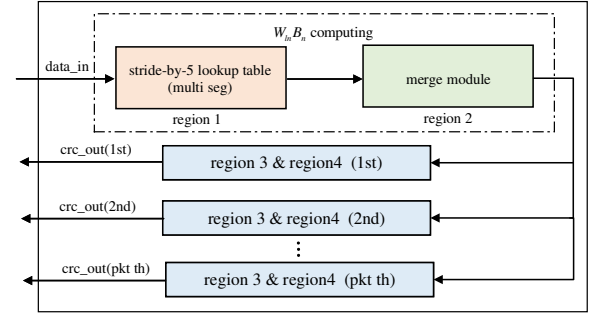 W_{ln}B_n computing
data_in
stride-by-5 lookup table
(multi seg)
merge module
region 1
region 2
crc_out(1st)
region 3 & region4 (1st)
crc_out(2nd)
region 3 & region4 (2nd)
crc_out(pkt th)
region 3 & region4 (pkt th)